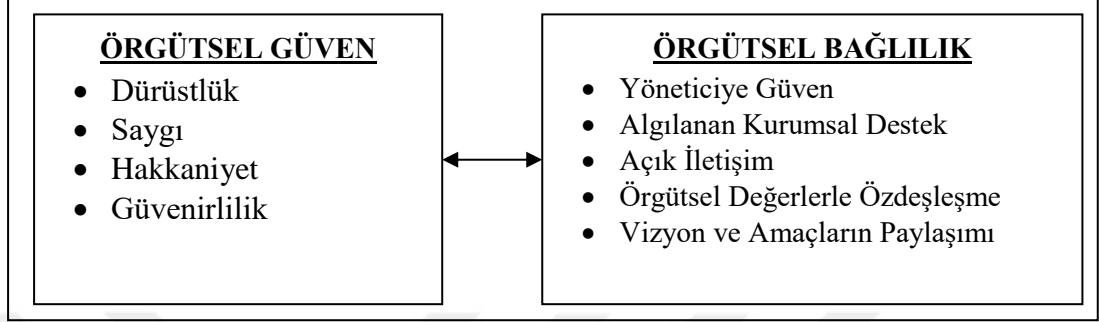 ÖRGÜTSEL GÜVEN
• Dürüstlük
• Saygı
• Hakkaniyet
• Güvenirlilik
ÖRGÜTSEL BAĞLILIK
• Yöneticiye Güven
• Algılanan Kurumsal Destek
• Açık İletişim
• Örgütsel Değerlerle Özdeşleşme
• Vizyon ve Amaçların Paylaşımı